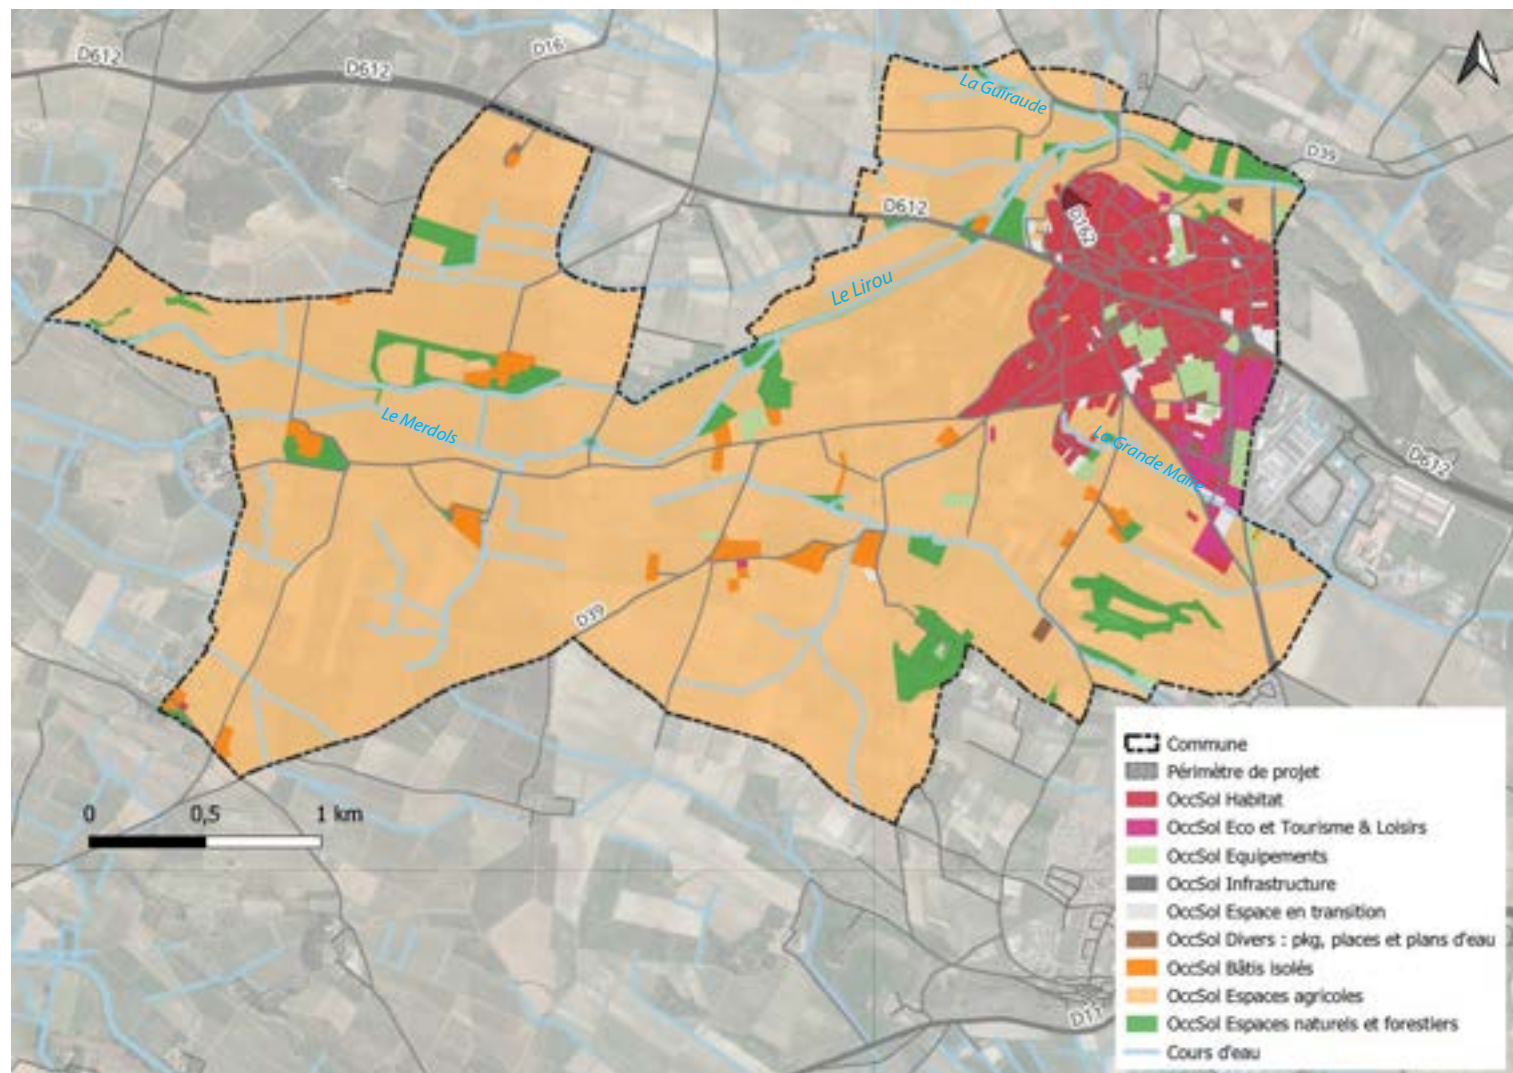 D16
D612
D612
La Guiraude
D39
D612
D162
Le Lirou
Le Merdols
La Grande Maïre
D612
D39
0 0,5 1 km
Commune
Périmètre de projet
OccSol Habitat
OccSol Eco et Tourisme & Loisirs
OccSol Equipements
OccSol Infrastructure
OccSol Espace en transition
OccSol Divers : pkg, places et plans d'eau
OccSol Bâtis isolés
OccSol Espaces agricoles
OccSol Espaces naturels et forestiers
Cours d'eau
D11